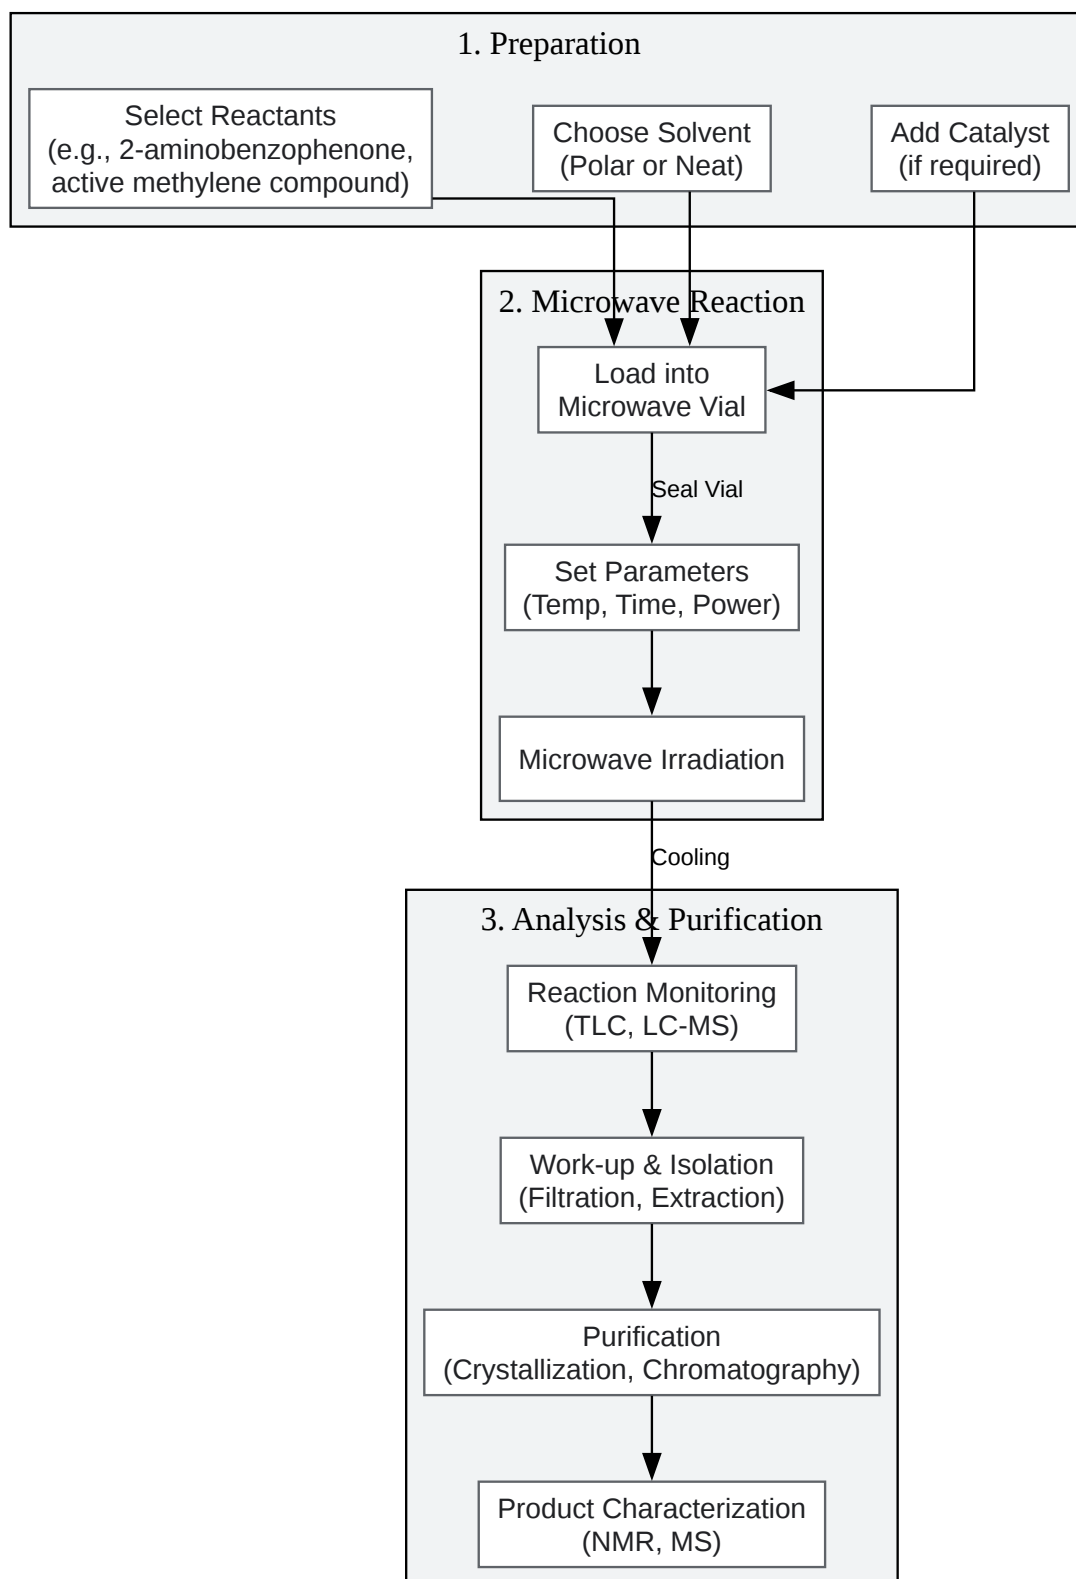 1. Preparation
Select Reactants
(e.g., 2-aminobenzophenone,
active methylene compound)
Choose Solvent
(Polar or Neat)
Add Catalyst
(if required)
2. Microwave Reaction
Load into
Microwave Vial
Seal Vial
Set Parameters
(Temp, Time, Power)
Microwave Irradiation
Cooling
3. Analysis & Purification
Reaction Monitoring
(TLC, LC-MS)
Work-up & Isolation
(Filtration, Extraction)
Purification
(Crystallization, Chromatography)
Product Characterization
(NMR, MS)